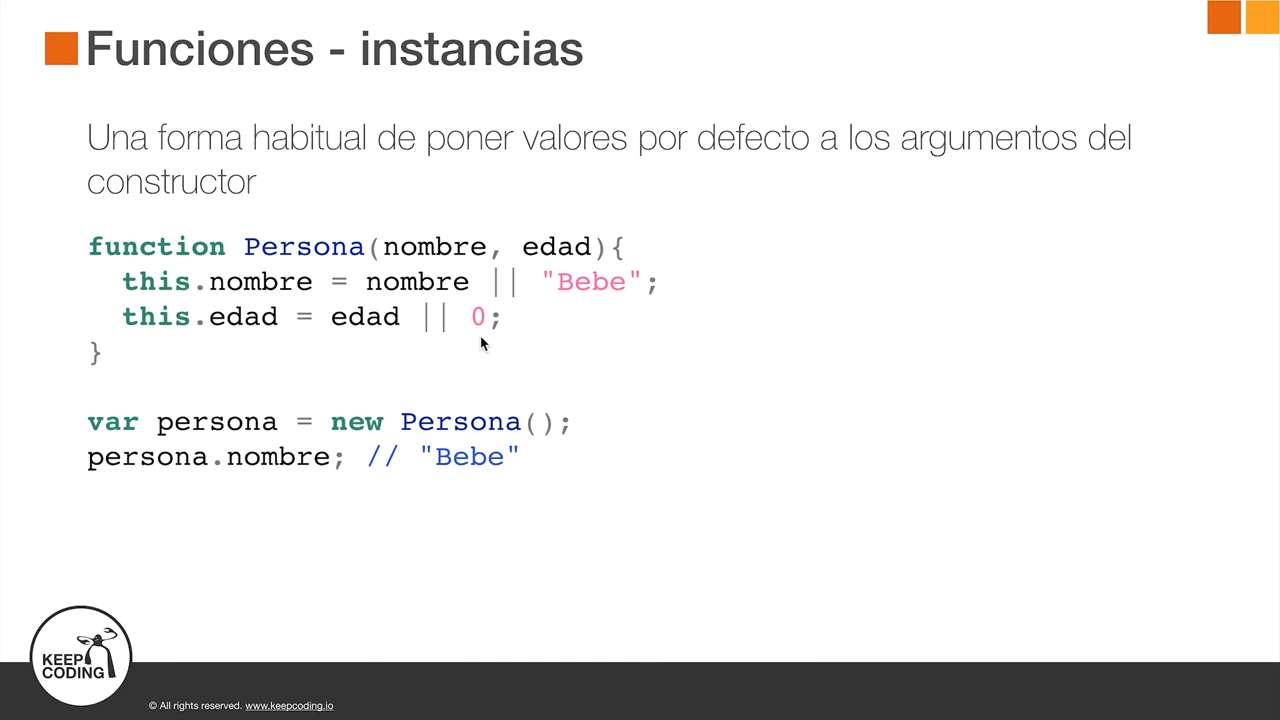 Funciones - instancias
Una forma habitual de poner valores por defecto a los argumentos del
constructor
function Persona(nombre, edad){
  this.nombre = nombre || "Bebe";
  this.edad = edad || 0;
}
var persona = new Persona();
persona.nombre; // "Bebe"
KEEP
CODING
© All rights reserved. www.keepcoding.io